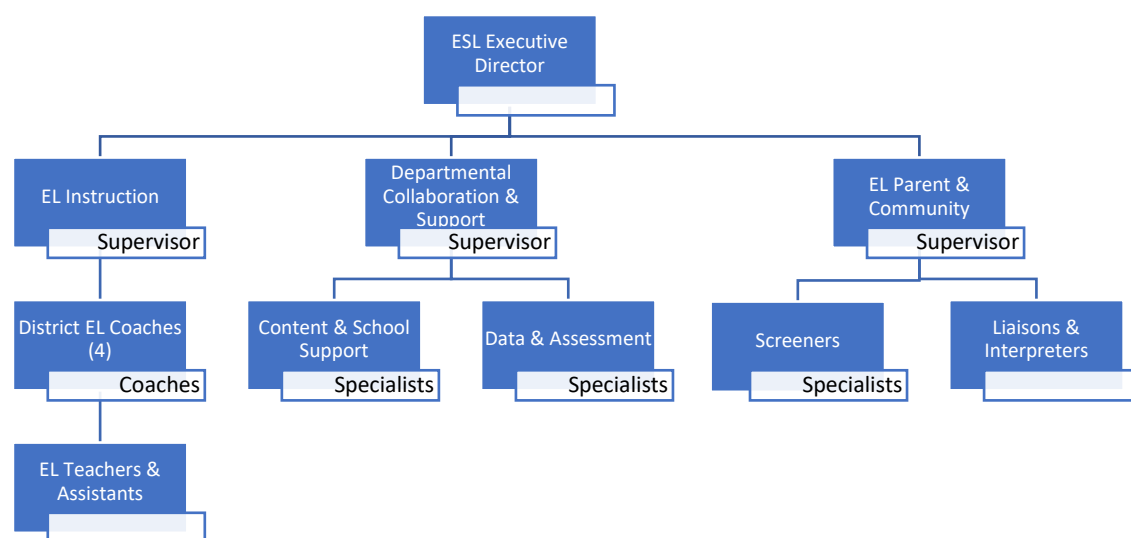 ESL Executive
Director
EL Instruction
Supervisor
Departmental
Collaboration &
Support
Supervisor
EL Parent &
Community
Supervisor
District EL Coaches
(4)
Coaches
Content & School
Support
Specialists
Data & Assessment
Specialists
Screeners
Specialists
Liaisons &
Interpreters
EL Teachers &
Assistants